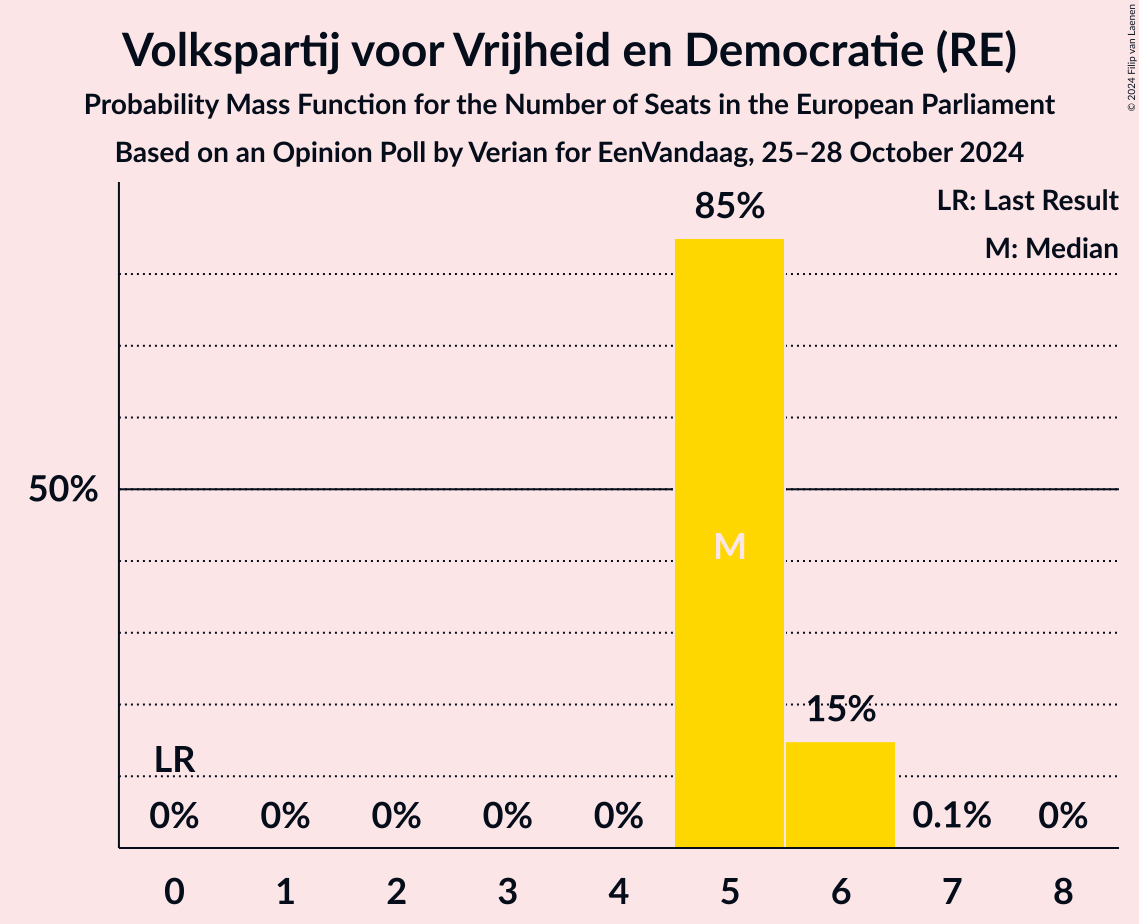 Volkspartij voor Vrijheid en Democratie (RE)
Probability Mass Function for the Number of Seats in the European Parliament
Based on an Opinion Poll by Verian for EenVandaag, 25–28 October 2024
© 2024 Filip van Laenen
LR: Last Result
M: Median
85%
50%
M
15%
LR
0% 0% 0% 0% 0% 0.1% 0%
0 1 2 3 4 5 6 7 8